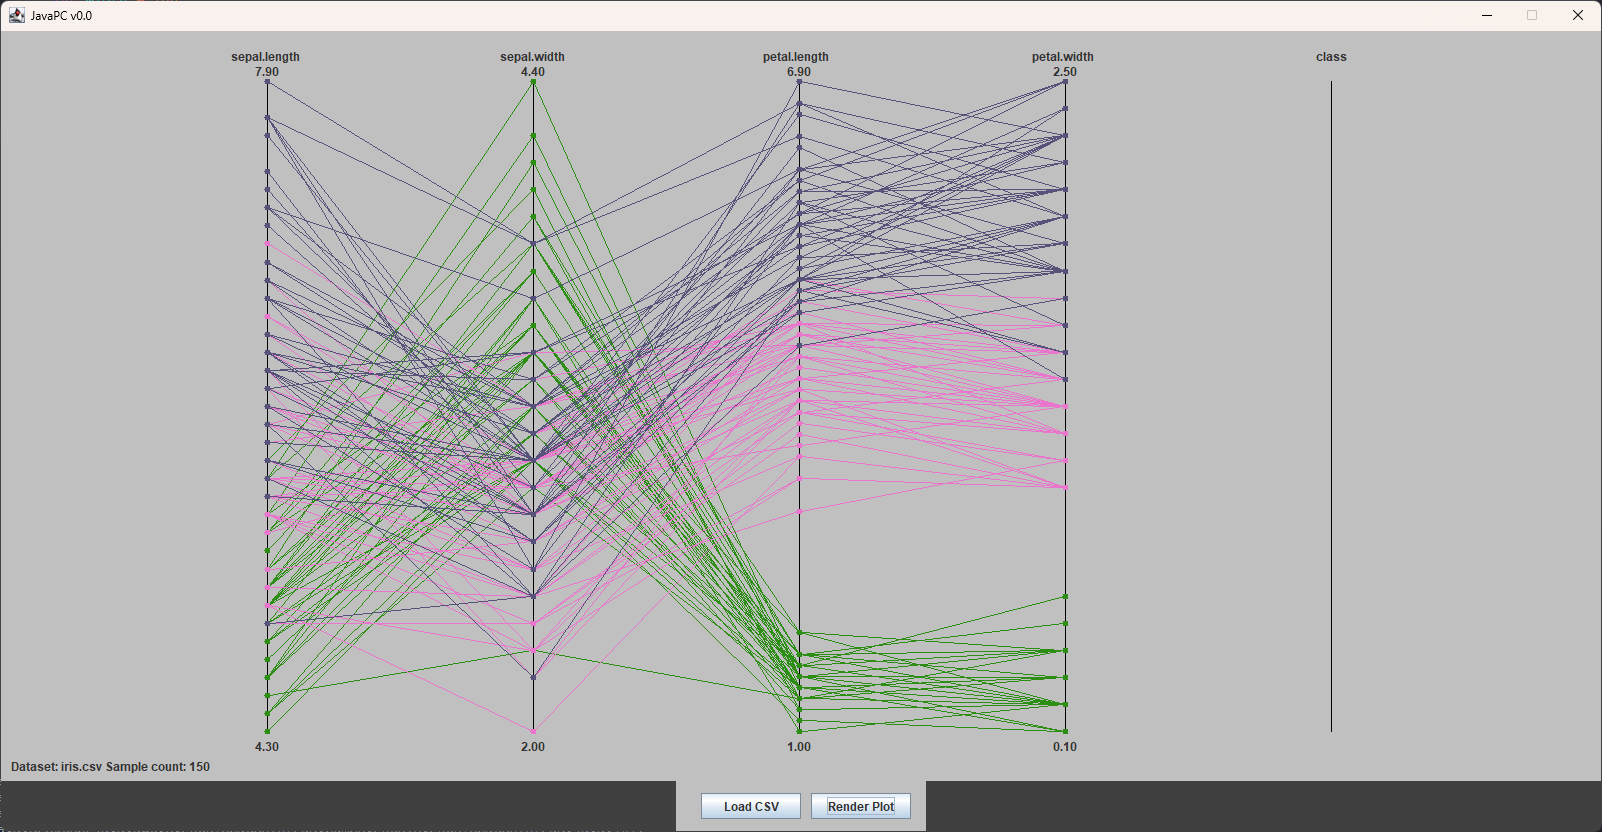 JavaPC v0.0
sepal.length sepal.width petal.length petal.width class
7.90 4.40 6.90 2.50
4.30 2.00 1.00 0.10
Dataset: iris.csv Sample count: 150
Load CSV Render Plot